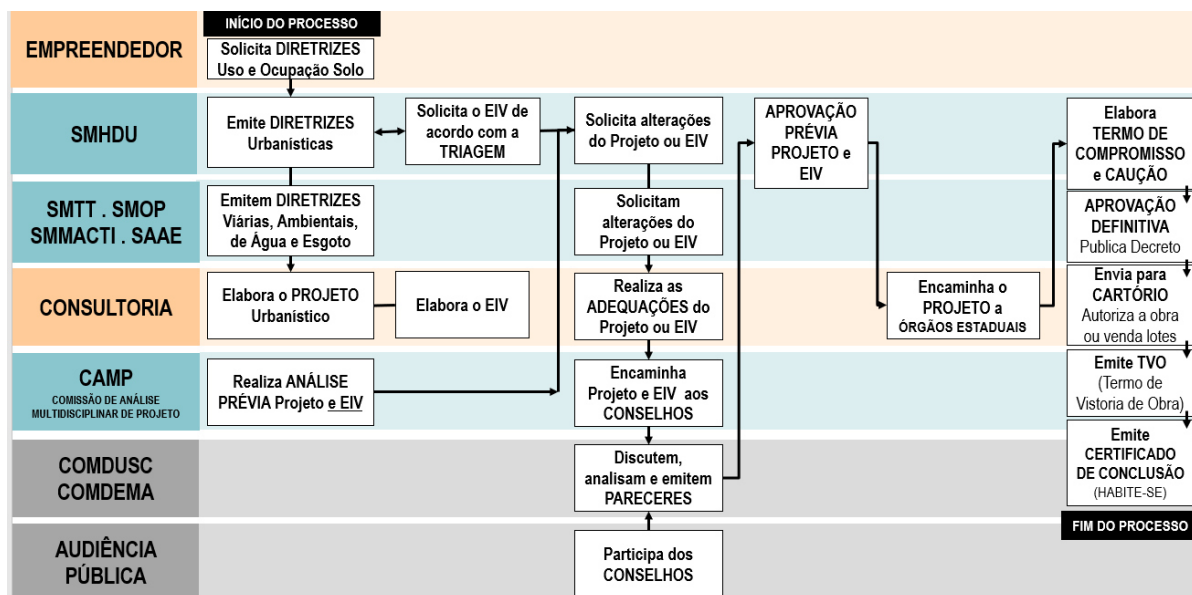 INÍCIO DO PROCESSO
EMPREENDEDOR
Solicita DIRETRIZES
Uso e Ocupação Solo
SMHDU
Emite DIRETRIZES
Urbanísticas
Solicita o EIV de
acordo com a
TRIAGEM
Solicita alterações
do Projeto ou EIV
APROVAÇÃO
PRÉVIA
PROJETO e
EIV
Elabora
TERMO DE
COMPROMISSO
e CAUÇÃO
SMTT . SMOP
SMMACTI . SAAE
Emitem DIRETRIZES
Viárias, Ambientais,
de Água e Esgoto
Solicitam
alterações do
Projeto ou EIV
APROVAÇÃO
DEFINITIVA
Publica Decreto
CONSULTORIA
Elabora o PROJETO
Urbanístico
Elabora o EIV
Realiza as
ADEQUAÇÕES do
Projeto ou EIV
Encaminha o
PROJETO a
ÓRGÃOS ESTADUAIS
Envia para
CARTÓRIO
Autoriza a obra
ou venda lotes
CAMP
COMISSÃO DE ANÁLISE
MULTIDISCIPLINAR DE PROJETO
Realiza ANÁLISE
PRÉVIA Projeto e EIV
Encaminha
Projeto e EIV aos
CONSELHOS
Emite TVO
(Termo de
Vistoria de Obra)
COMDUSC
COMDEMA
Discutem,
analisam e emitem
PARECERES
Emite
CERTIFICADO
DE CONCLUSÃO
(HABITE-SE)
FIM DO PROCESSO
AUDIÊNCIA
PÚBLICA
Participa dos
CONSELHOS